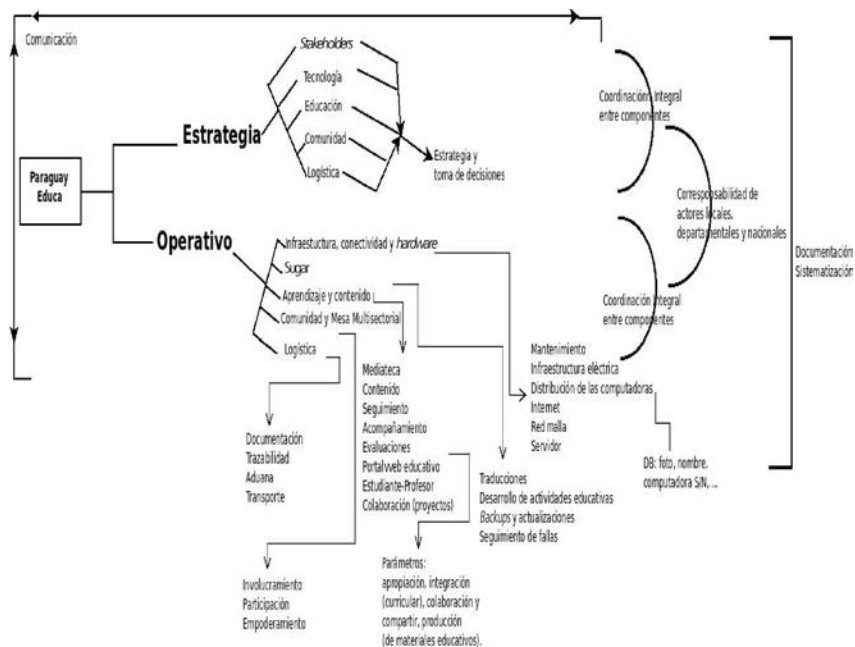 Comunicación
Stakeholders
Tecnología
Educación
Comunidad
Logística
Estrategia
Estrategia y
toma de decisiones
Paraguay
Educa
Operativo
Infraestuctura, conectividad y hardware
Sugar
Aprendizaje y contenido
Comunidad y Mesa Multisectorial
Logística
Coordinación Integral
entre componentes
Corresponsabilidad de
actores locales,
departamentales y nacionales
Coordinación Integral
entre componentes
Documentación
Sistematización
Documentación
Trazabilidad
Aduana
Transporte
Involucramiento
Participación
Empoderamiento
Mediateca
Contenido
Seguimiento
Acompañamiento
Evaluaciones
Portal web educativo
Estudiante-Profesor
Colaboración (proyectos)
Parámetros:
apropiación, integración
(curricular), colaboración y
compartir, producción
(de materiales educativos).
Traducciones
Desarrollo de actividades educativas
Backups y actualizaciones
Seguimiento de fallas
Mantenimiento
Infraestructura eléctrica
Distribución de las computadoras
Internet
Red malla
Servidor
DB: foto, nombre,
computadora S/N, ...